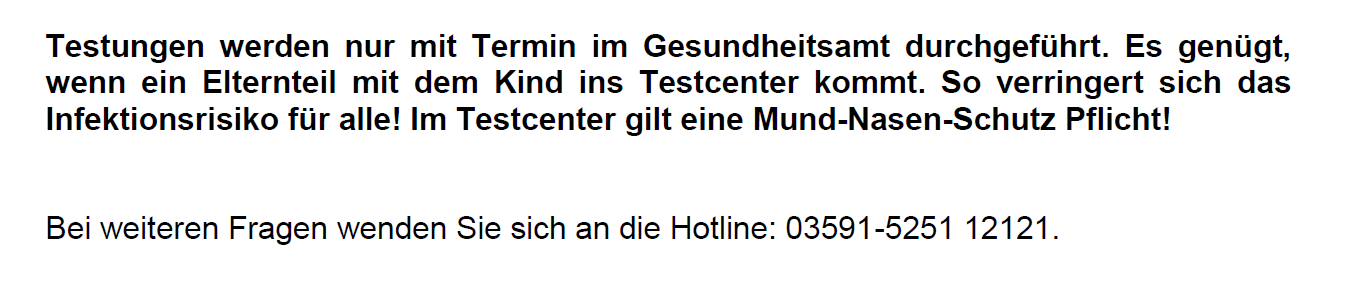 Testungen werden nur mit Termin im Gesundheitsamt durchgeführt. Es genügt,
wenn ein Elternteil mit dem Kind ins Testcenter kommt. So verringert sich das
Infektionsrisiko für alle! Im Testcenter gilt eine Mund-Nasen-Schutz Pflicht!
Bei weiteren Fragen wenden Sie sich an die Hotline: 03591-5251 12121.